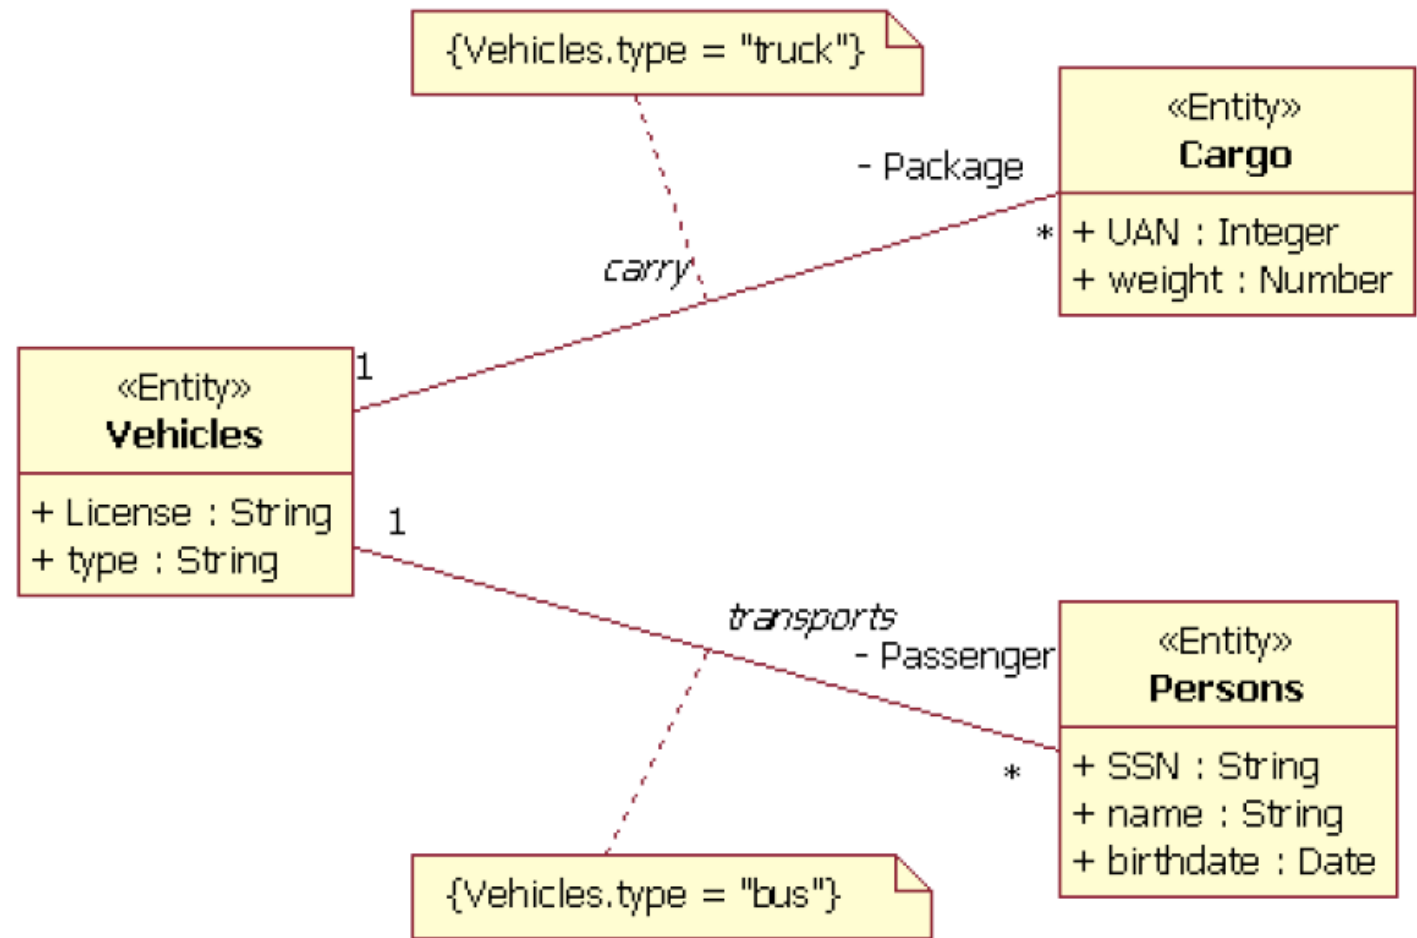 {Vehicles.type = "truck"}
«Entity»
Cargo
+ UAN : Integer
+ weight : Number
- Package
*
carry
1
«Entity»
Vehicles
+ License : String
+ type : String
1
transports
- Passenger
*
«Entity»
Persons
+ SSN : String
+ name : String
+ birthdate : Date
{Vehicles.type = "bus"}